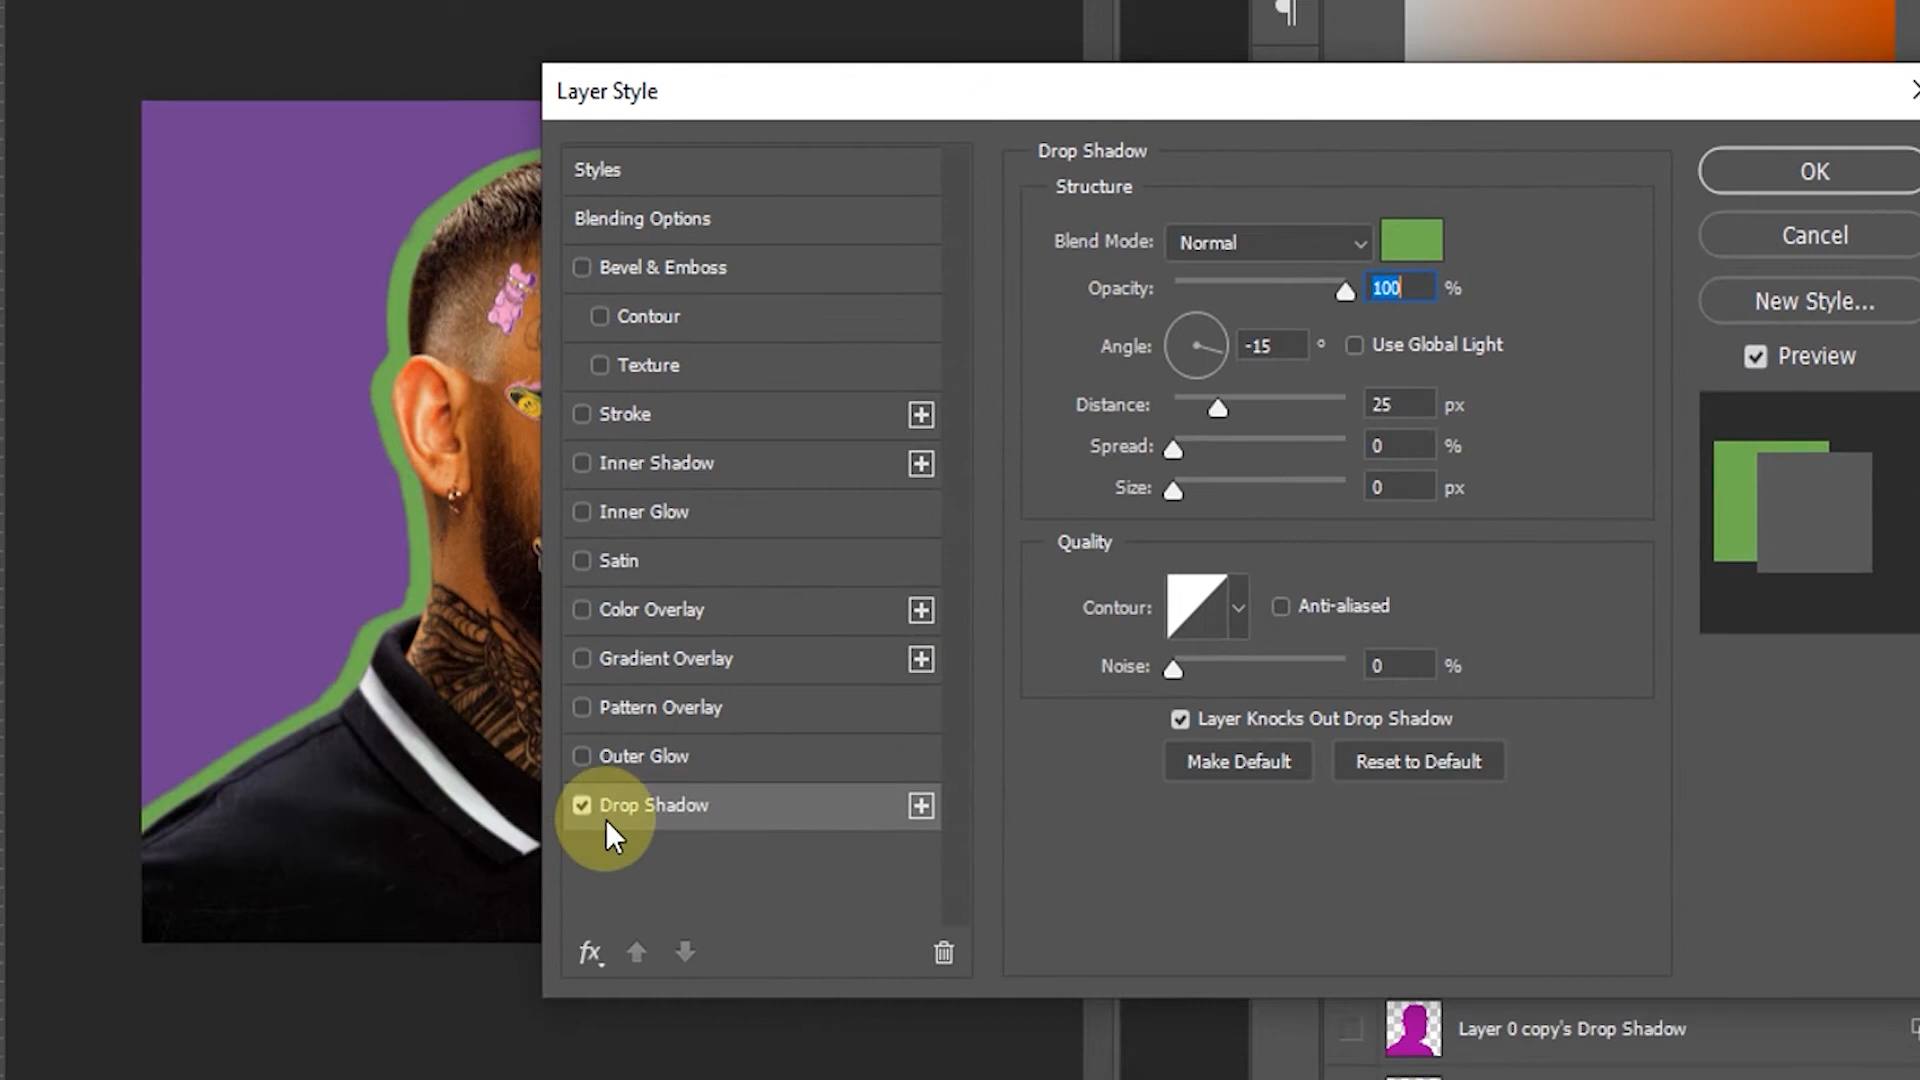 Layer Style
Styles
Blending Options
Bevel & Emboss
Contour
Texture
Stroke
Inner Shadow
Inner Glow
Satin
Color Overlay
Gradient Overlay
Pattern Overlay
Outer Glow
Drop Shadow
fx
Drop Shadow
Structure
Blend Mode: Normal
Opacity: 100 %
Angle: -15 ° Use Global Light
Distance: 25 px
Spread: 0 %
Size: 0 px
Quality
Contour: Anti-aliased
Noise: 0 %
Layer Knocks Out Drop Shadow
Make Default Reset to Default
OK
Cancel
New Style...
Preview
Layer 0 copy's Drop Shadow